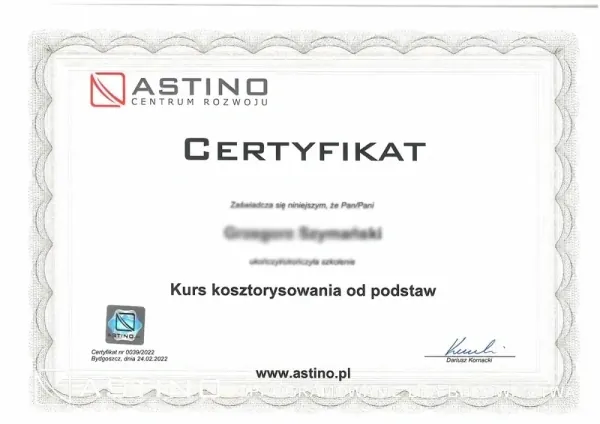 ASTINO
CENTRUM ROZWOJU
CERTYFIKAT
Zaświadcza się niniejszym, że Pan/Pani
ukończył/ukończyła szkolenie
Kurs kosztorysowania od podstaw
ASTINO
Certyfikat nr 0039/2022
Bydgoszcz, dnia 24.02.2022
Dariusz Kornacki
www.astino.pl
ASTINO